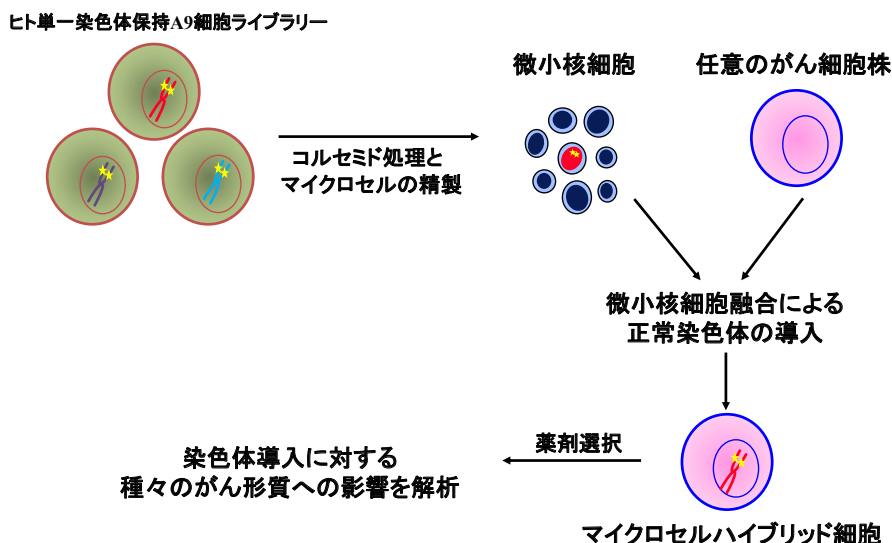 ヒト単一染色体保持A9細胞ライブラリー
微小核細胞
任意のがん細胞株
コルセミド処理と
マイクロセルの精製
微小核細胞融合による
正常染色体の導入
薬剤選択
染色体導入に対する
種々のがん形質への影響を解析
マイクロセルハイブリッド細胞